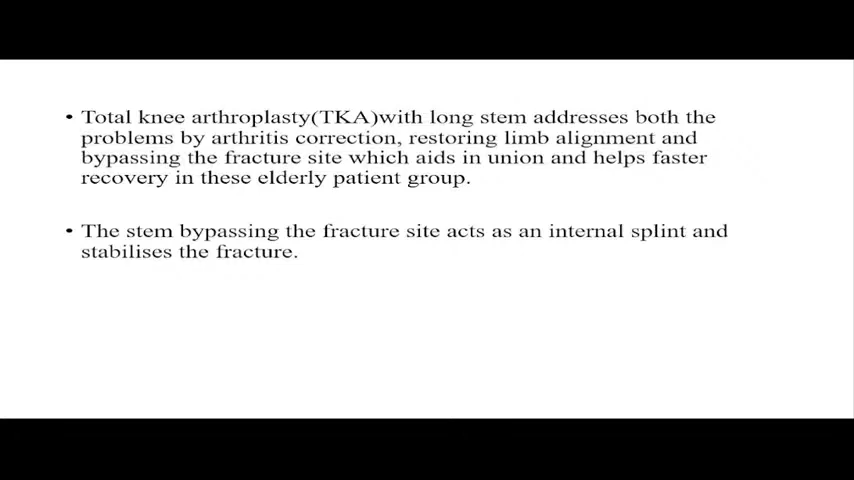 • Total knee arthroplasty(TKA)with long stem addresses both the
problems by arthritis correction, restoring limb alignment and
bypassing the fracture site which aids in union and helps faster
recovery in these elderly patient group.
• The stem bypassing the fracture site acts as an internal splint and
stabilises the fracture.